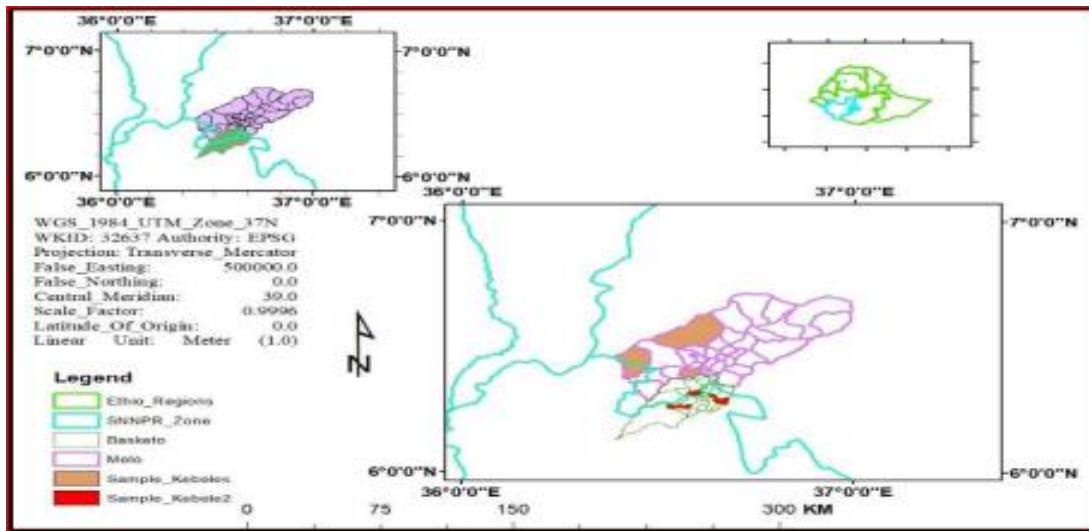 36°0'0"E 37°0'0"E
7°0'0"N 7°0'0"N
6°0'0"N 6°0'0"N
36°0'0"E 37°0'0"E
36°0'0"E 37°0'0"E
7°0'0"N 7°0'0"N
6°0'0"N 6°0'0"N
36°0'0"E 37°0'0"E
WGS_1984_UTM_Zone_37N
WKID: 32637 Authority: EPSG
Projection: Transverse_Mercator
False_Easting: 500000.0
False_Northing: 0.0
Central_Meridian: 39.0
Scale_Factor: 0.9996
Latitude_Of_Origin: 0.0
Linear Unit: Meter (1.0)
N
Legend
Ethio_Regions
SNNPR_Zone
Basketo
Melo
Sample_Kebeles
Sample_Kebele2
0 75 150 300 KM